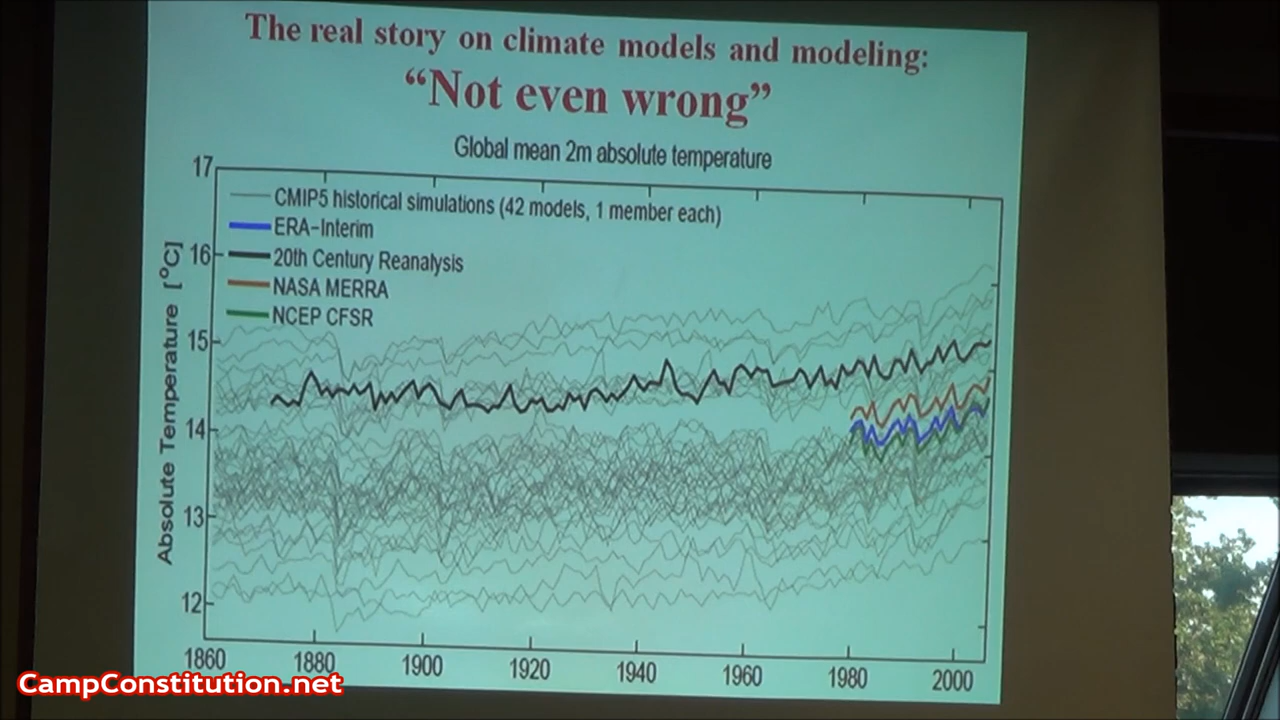 The real story on climate models and modeling:
“Not even wrong”
Global mean 2m absolute temperature
17
CMIP5 historical simulations (42 models, 1 member each)
ERA-Interim
16
20th Century Reanalysis
NASA MERRA
NCEP CFSR
15
14
13
12
Absolute Temperature [°C]
1860 1880 1900 1920 1940 1960 1980 2000
CampConstitution.net